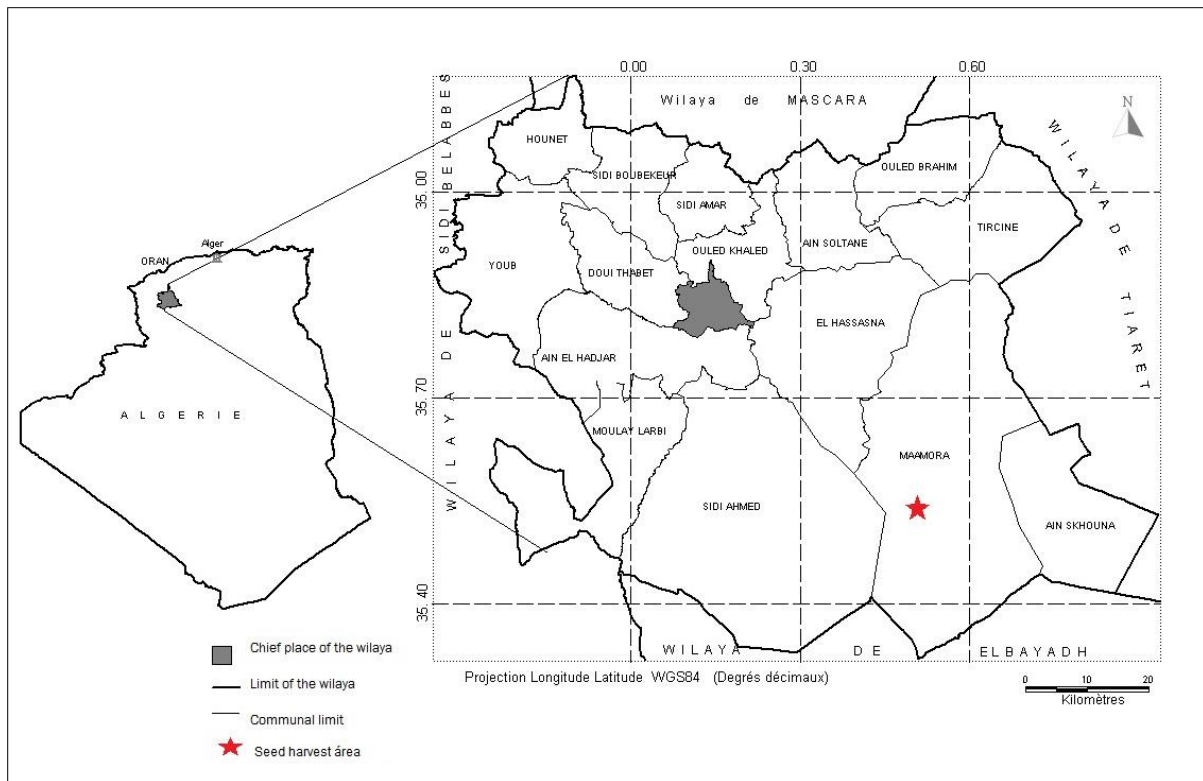 0.00 0.30 0.60
Wilaya de MASCARA
N
HOUNET
SIDI BOUBEKEUR
OULED BRAHIM
WILAYA DE SIDI BELABBES
WILAYA DE TIARET
35.00
SIDI AMAR
TIRCINE
Alger
ORAN
YOUB
DOUI THABET
OULED KHALED
AIN SOLTANE
EL HASSASNA
AIN EL HADJAR
35.70
ALGERIE
MOULAY LARBI
MAAMORA
SIDI AHMED
AIN SKHOUNA
35.40
WILAYA DE ELBAYADH
Chief place of the wilaya
Projection Longitude Latitude WGS84 (Degrés décimaux)
Limit of the wilaya
0 10 20
Kilomètres
Communal limit
Seed harvest área